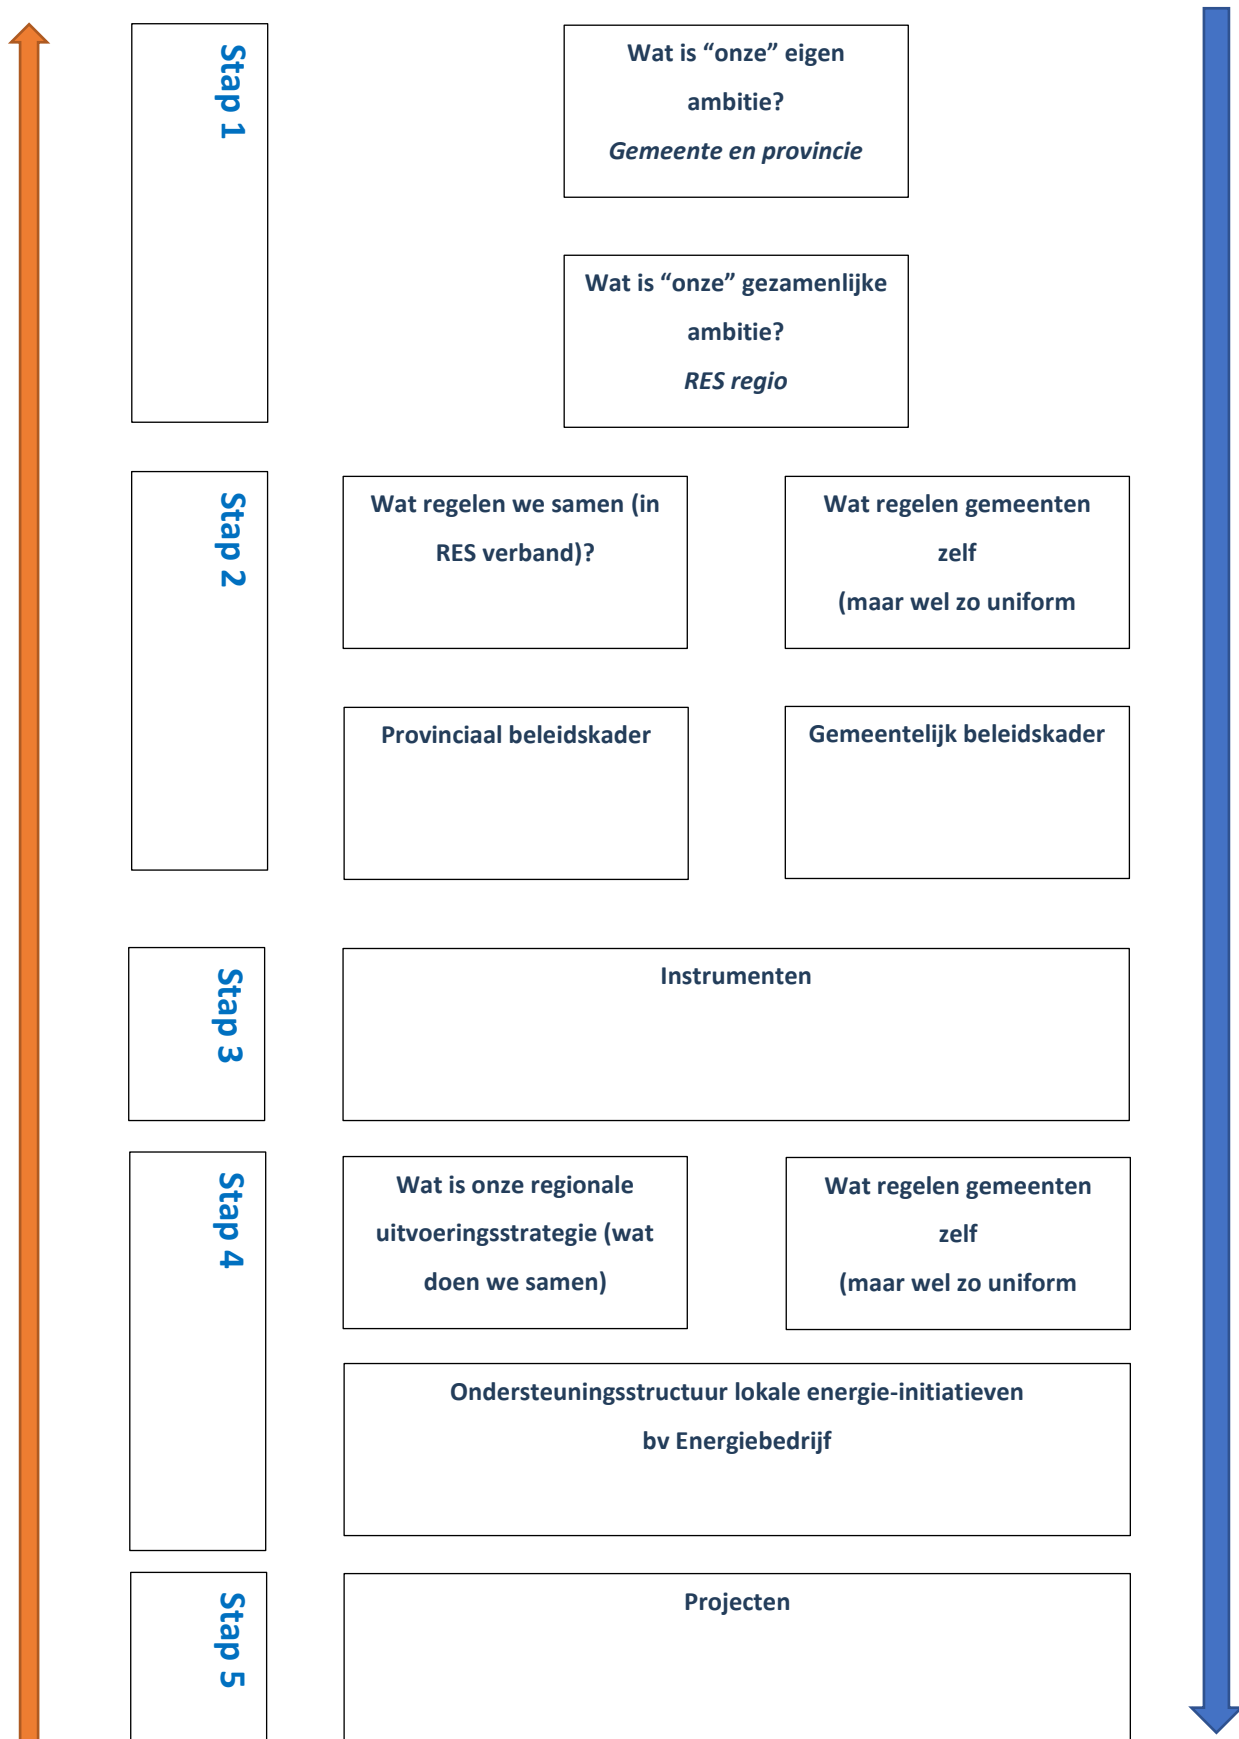 Stap 1
Wat is “onze” eigen
ambitie?
Gemeente en provincie
Wat is “onze” gezamenlijke
ambitie?
RES regio
Stap 2
Wat regelen we samen (in
RES verband)?
Wat regelen gemeenten
zelf
(maar wel zo uniform
Provinciaal beleidskader
Gemeentelijk beleidskader
Stap 3
Instrumenten
Stap 4
Wat is onze regionale
uitvoeringsstrategie (wat
doen we samen)
Wat regelen gemeenten
zelf
(maar wel zo uniform
Ondersteuningsstructuur lokale energie-initiatieven
bv Energiebedrijf
Stap 5
Projecten